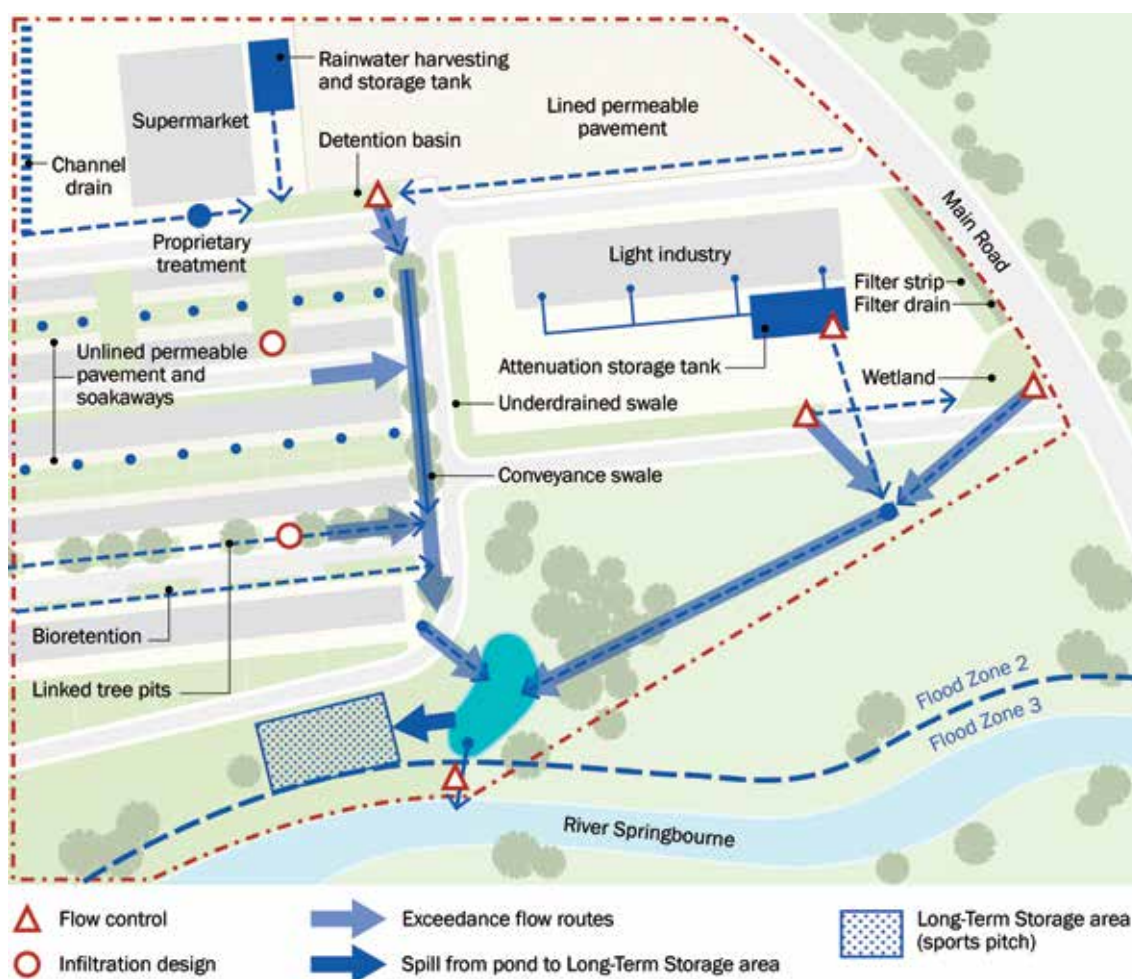 Rainwater harvesting
and storage tank
Supermarket
Lined permeable
pavement
Detention basin
Channel
drain
Main Road
Proprietary
treatment
Light industry
Filter strip
Filter drain
Unlined permeable
pavement and
soakaways
Attenuation storage tank
Wetland
Underdrained swale
Conveyance swale
Bioretention
Linked tree pits
Flood Zone 2
Flood Zone 3
River Springbourne
Flow control
Exceedance flow routes
Long-Term Storage area
(sports pitch)
Infiltration design
Spill from pond to Long-Term Storage area